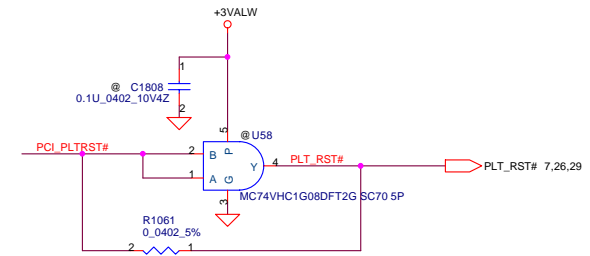 +3VALW
1
@ C1808
0.1U_0402_10V4Z
2
5
@U58
PCI_PLTRST#
2
B
P
Y
4
PLT_RST#
PLT_RST# 7,26,29
1
A
G
3
MC74VHC1G08DFT2G SC70 5P
R1061
0_0402_5%
2
1